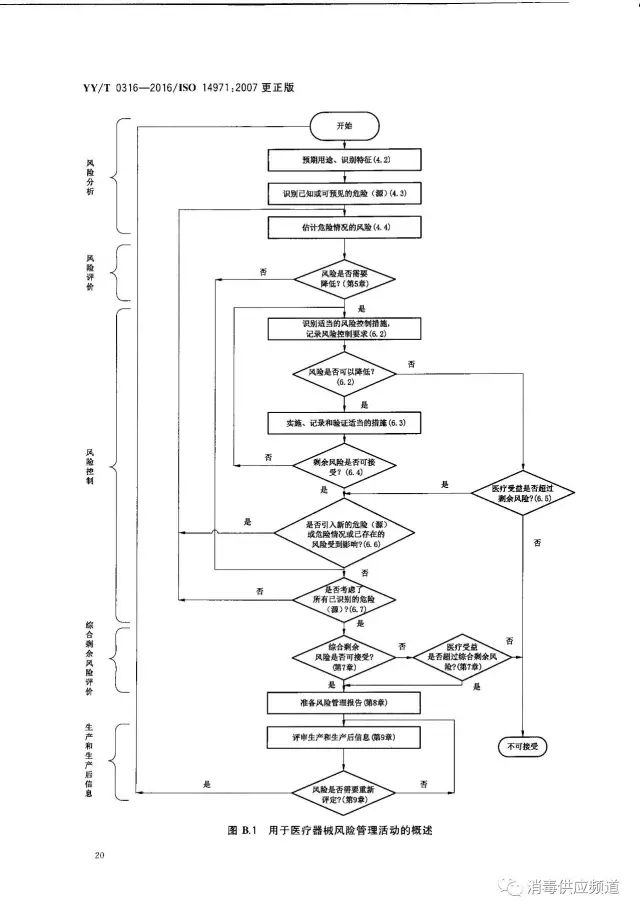 YY/T 0316—2016/ISO 14971:2007 更正版
开始
风险分析
预期用途、识别特征(4.2)
识别已知或可预见的危险（源）(4.3)
估计危险情况的风险(4.4)
风险评价
风险是否需要
降低？(第5章)
否
是
风险控制
识别适当的风险控制措施,
记录风险控制要求(6.2)
风险是否可以降低?
(6.2)
否
是
实施、记录和验证适当的措施(6.3)
剩余风险是否可接
受？(6.4)
否
是
医疗受益是否超过
剩余风险? (6.5)
是
否
是否引入新的危险（源）
或危险情况或已存在的
风险受到影响?(6.6)
是
否
是否考虑了
所有已识别的危险
（源）?(6.7)
否
是
综合剩余风险评价
综合剩余
风险是否可接受?
(第7章)
否
是
医疗受益
是否超过综合剩余风
险?(第7章)
否
是
准备风险管理报告(第8章)
生产和生产后信息
评审生产和生产后信息(第9章)
不可接受
风险是否需要重新
评定?(第9章)
是
否
图 B.1 用于医疗器械风险管理活动的概述
20
消毒供应频道